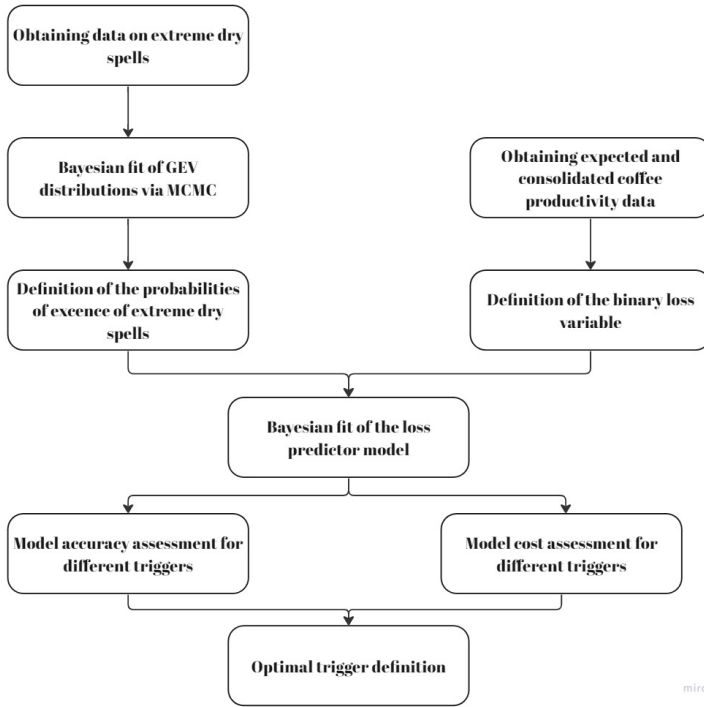 Obtaining data on extreme dry
spells
Bayesian fit of GEV
distributions via MCMC
Obtaining expected and
consolidated coffee
productivity data
Definition of the probabilities
of excence of extreme dry
spells
Definition of the binary loss
variable
Bayesian fit of the loss
predictor model
Model accuracy assessment for
different triggers
Model cost assessment for
different triggers
Optimal trigger definition